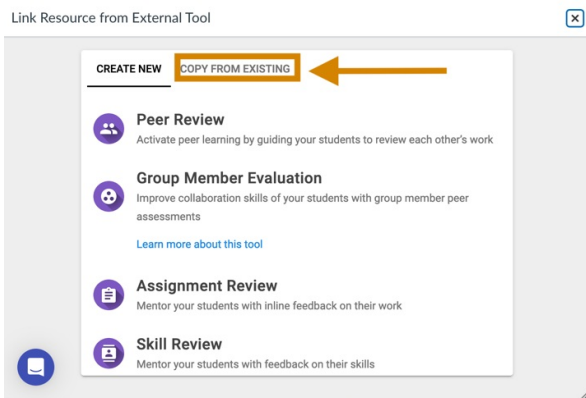 Link Resource from External Tool
CREATE NEW
COPY FROM EXISTING
Peer Review
Activate peer learning by guiding your students to review each other's work
Group Member Evaluation
Improve collaboration skills of your students with group member peer
assessments
Learn more about this tool
Assignment Review
Mentor your students with inline feedback on their work
Skill Review
Mentor your students with feedback on their skills